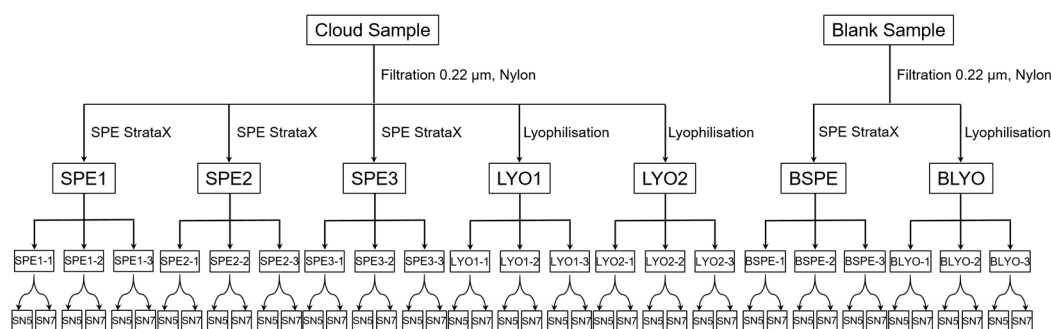 Cloud Sample
Blank Sample
Filtration 0.22 µm, Nylon
Filtration 0.22 µm, Nylon
SPE StrataX
SPE StrataX
SPE StrataX
Lyophilisation
Lyophilisation
SPE StrataX
Lyophilisation
SPE1
SPE2
SPE3
LYO1
LYO2
BSPE
BLYO
SPE1-1
SPE1-2
SPE1-3
SPE2-1
SPE2-2
SPE2-3
SPE3-1
SPE3-2
SPE3-3
LYO1-1
LYO1-2
LYO1-3
LYO2-1
LYO2-2
LYO2-3
BSPE-1
BSPE-2
BSPE-3
BLYO-1
BLYO-2
BLYO-3
SN5
SN7
SN5
SN7
SN5
SN7
SN5
SN7
SN5
SN7
SN5
SN7
SN5
SN7
SN5
SN7
SN5
SN7
SN5
SN7
SN5
SN7
SN5
SN7
SN5
SN7
SN5
SN7
SN5
SN7
SN5
SN7
SN5
SN7
SN5
SN7
SN5
SN7
SN5
SN7
SN5
SN7